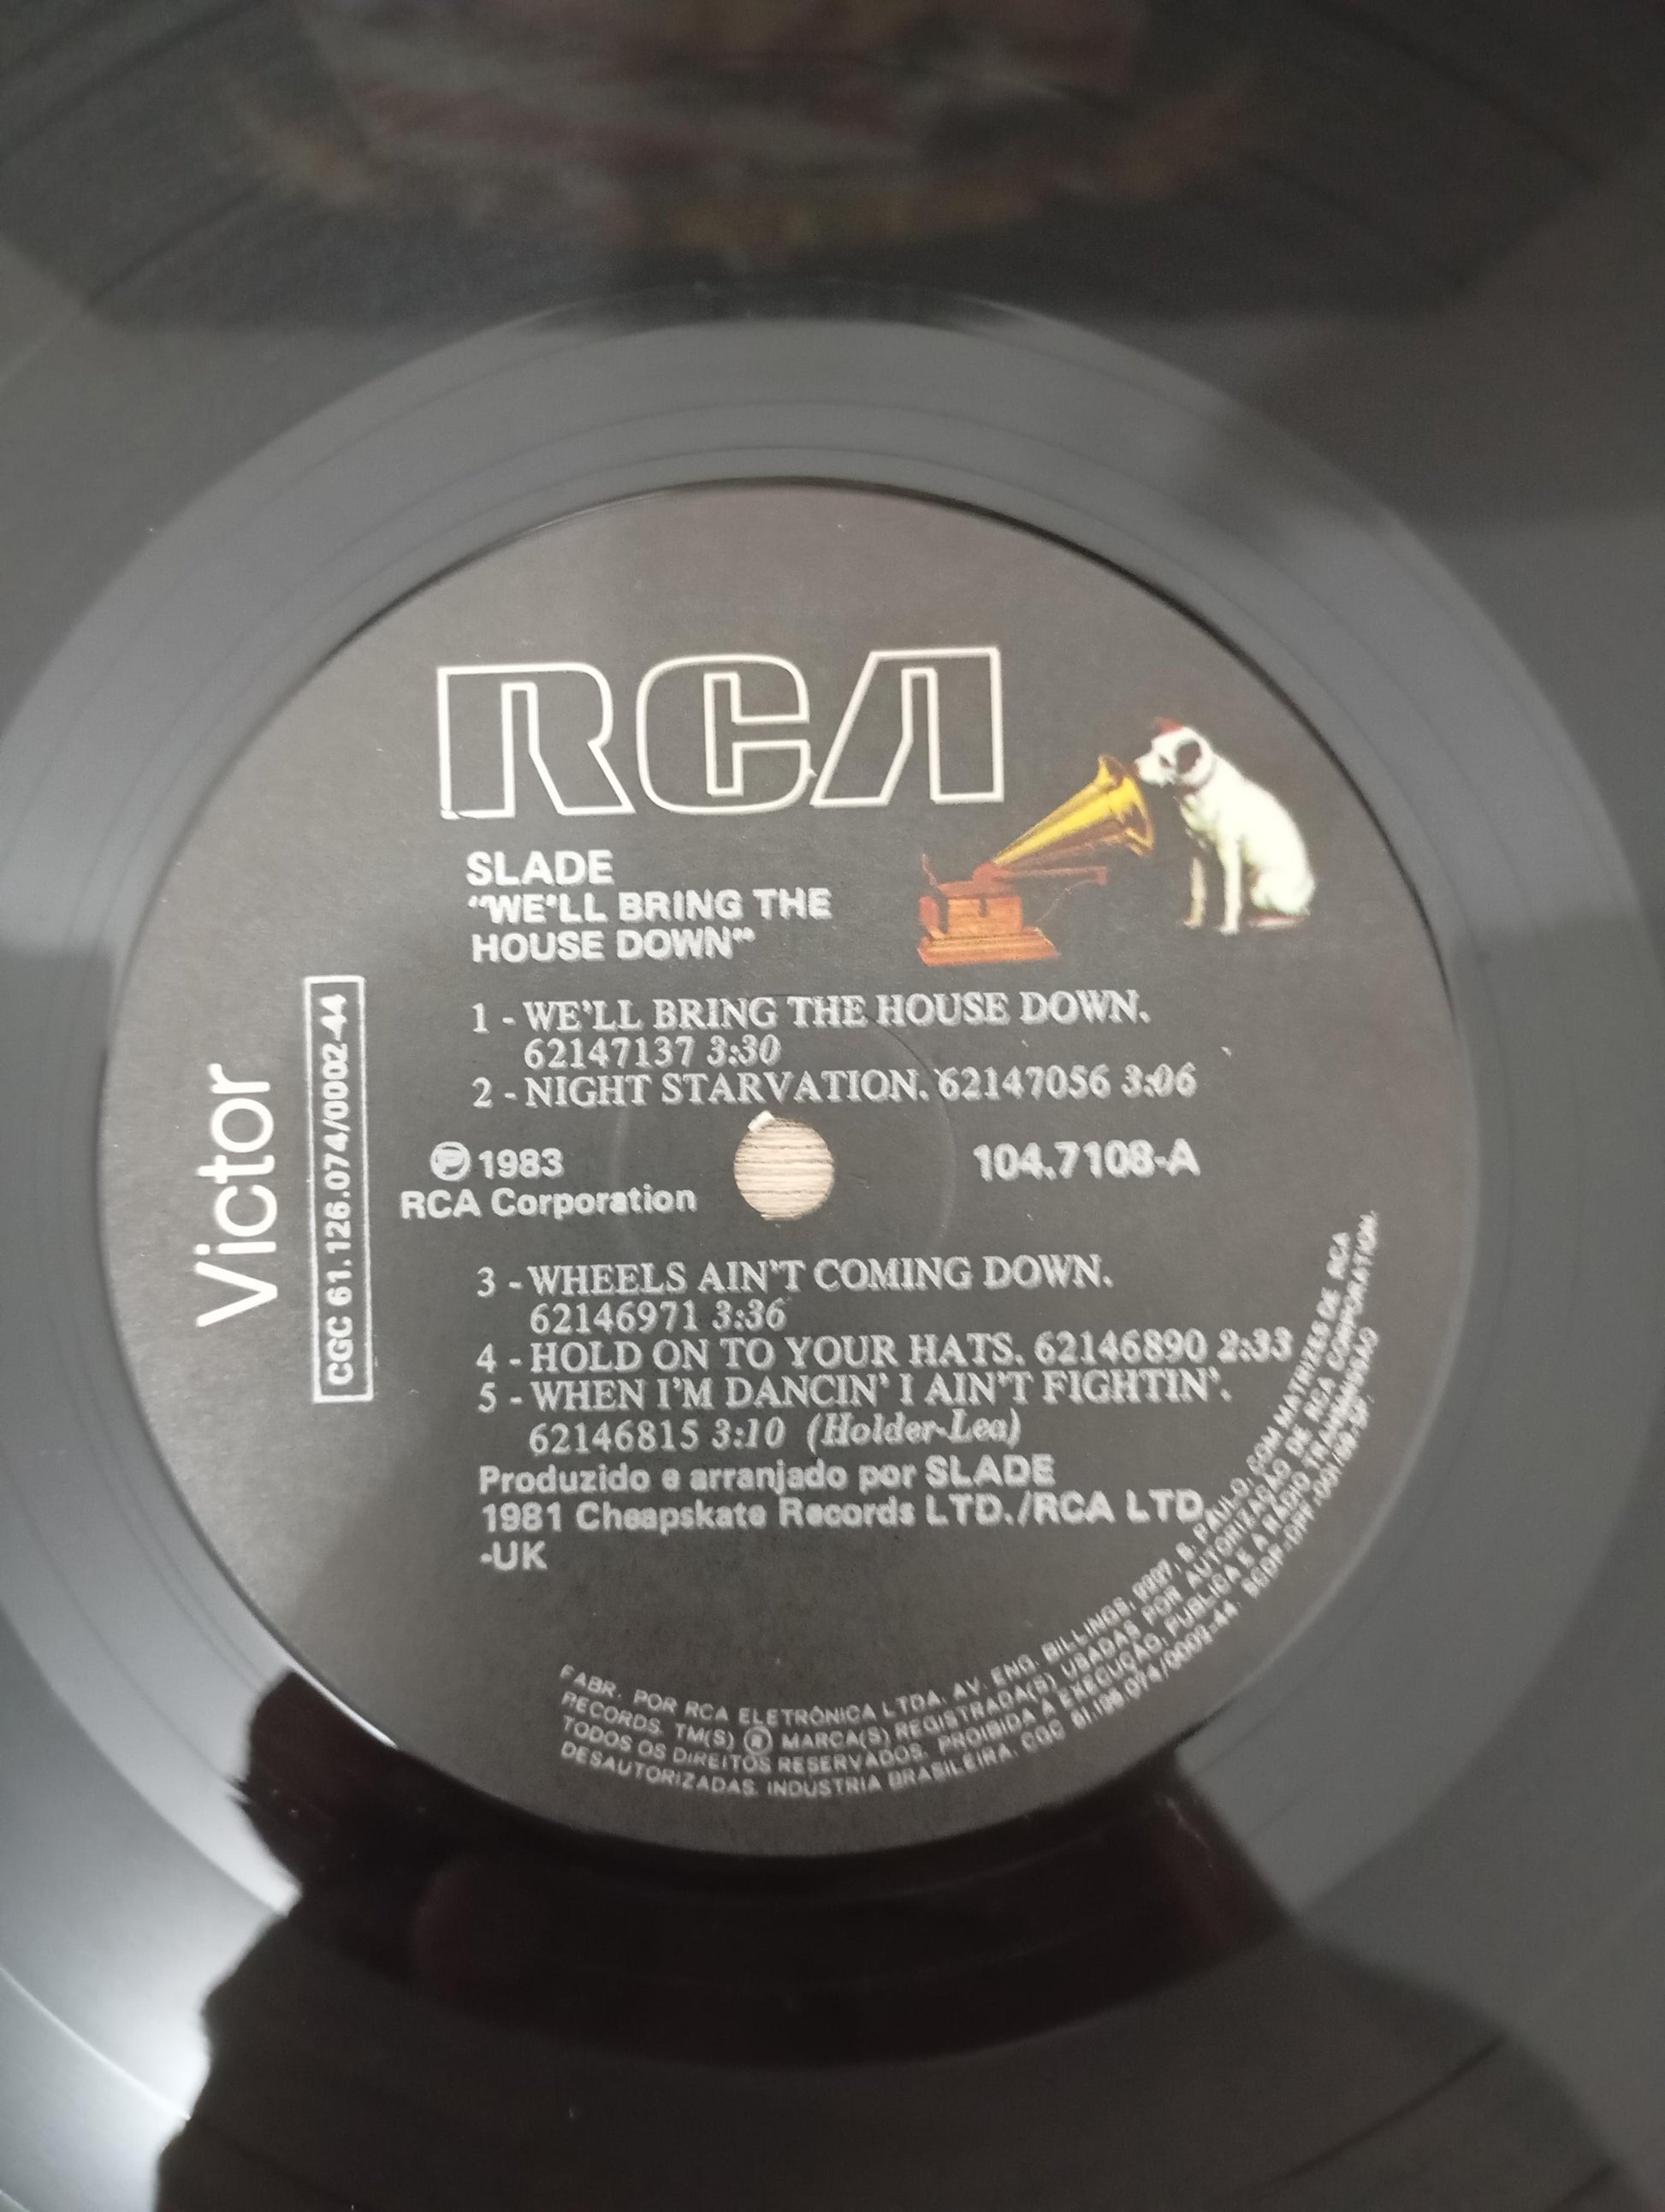 RCA
SLADE
"WE'LL BRING THE
HOUSE DOWN"
1 - WE'LL BRING THE HOUSE DOWN.
62147137 3:30
2 - NIGHT STARVATION. 62147056 3:06
Ⓟ 1983
RCA Corporation
104.7108-A
Victor
CGC 61.126.074/0002-44
3 - WHEELS AIN'T COMING DOWN.
62146971 3:36
4 - HOLD ON TO YOUR HATS. 62146890 2:33
5 - WHEN I'M DANCIN' I AIN'T FIGHTIN'.
62146815 3:10 (Holder-Lea)
Produzido e arranjado por SLADE
1981 Cheapskate Records LTD./RCA LTD.
-UK
FABR. POR RCA ELETRÔNICA LTDA. AV. ENG. BILLINGS, S. PAULO, COM MATRIZES DE RCA
RECORDS. TM(S) ® MARCA(S) REGISTRADA(S) USADAS POR AUTORIZAÇÃO DE RCA CORPORATION.
TODOS OS DIREITOS RESERVADOS. PROIBIDA A EXECUÇÃO, PUBLICA E A RÁDIO TRANSMISSÃO
DESAUTORIZADAS. INDÚSTRIA BRASILEIRA. CGC 61.126.074/0002-44